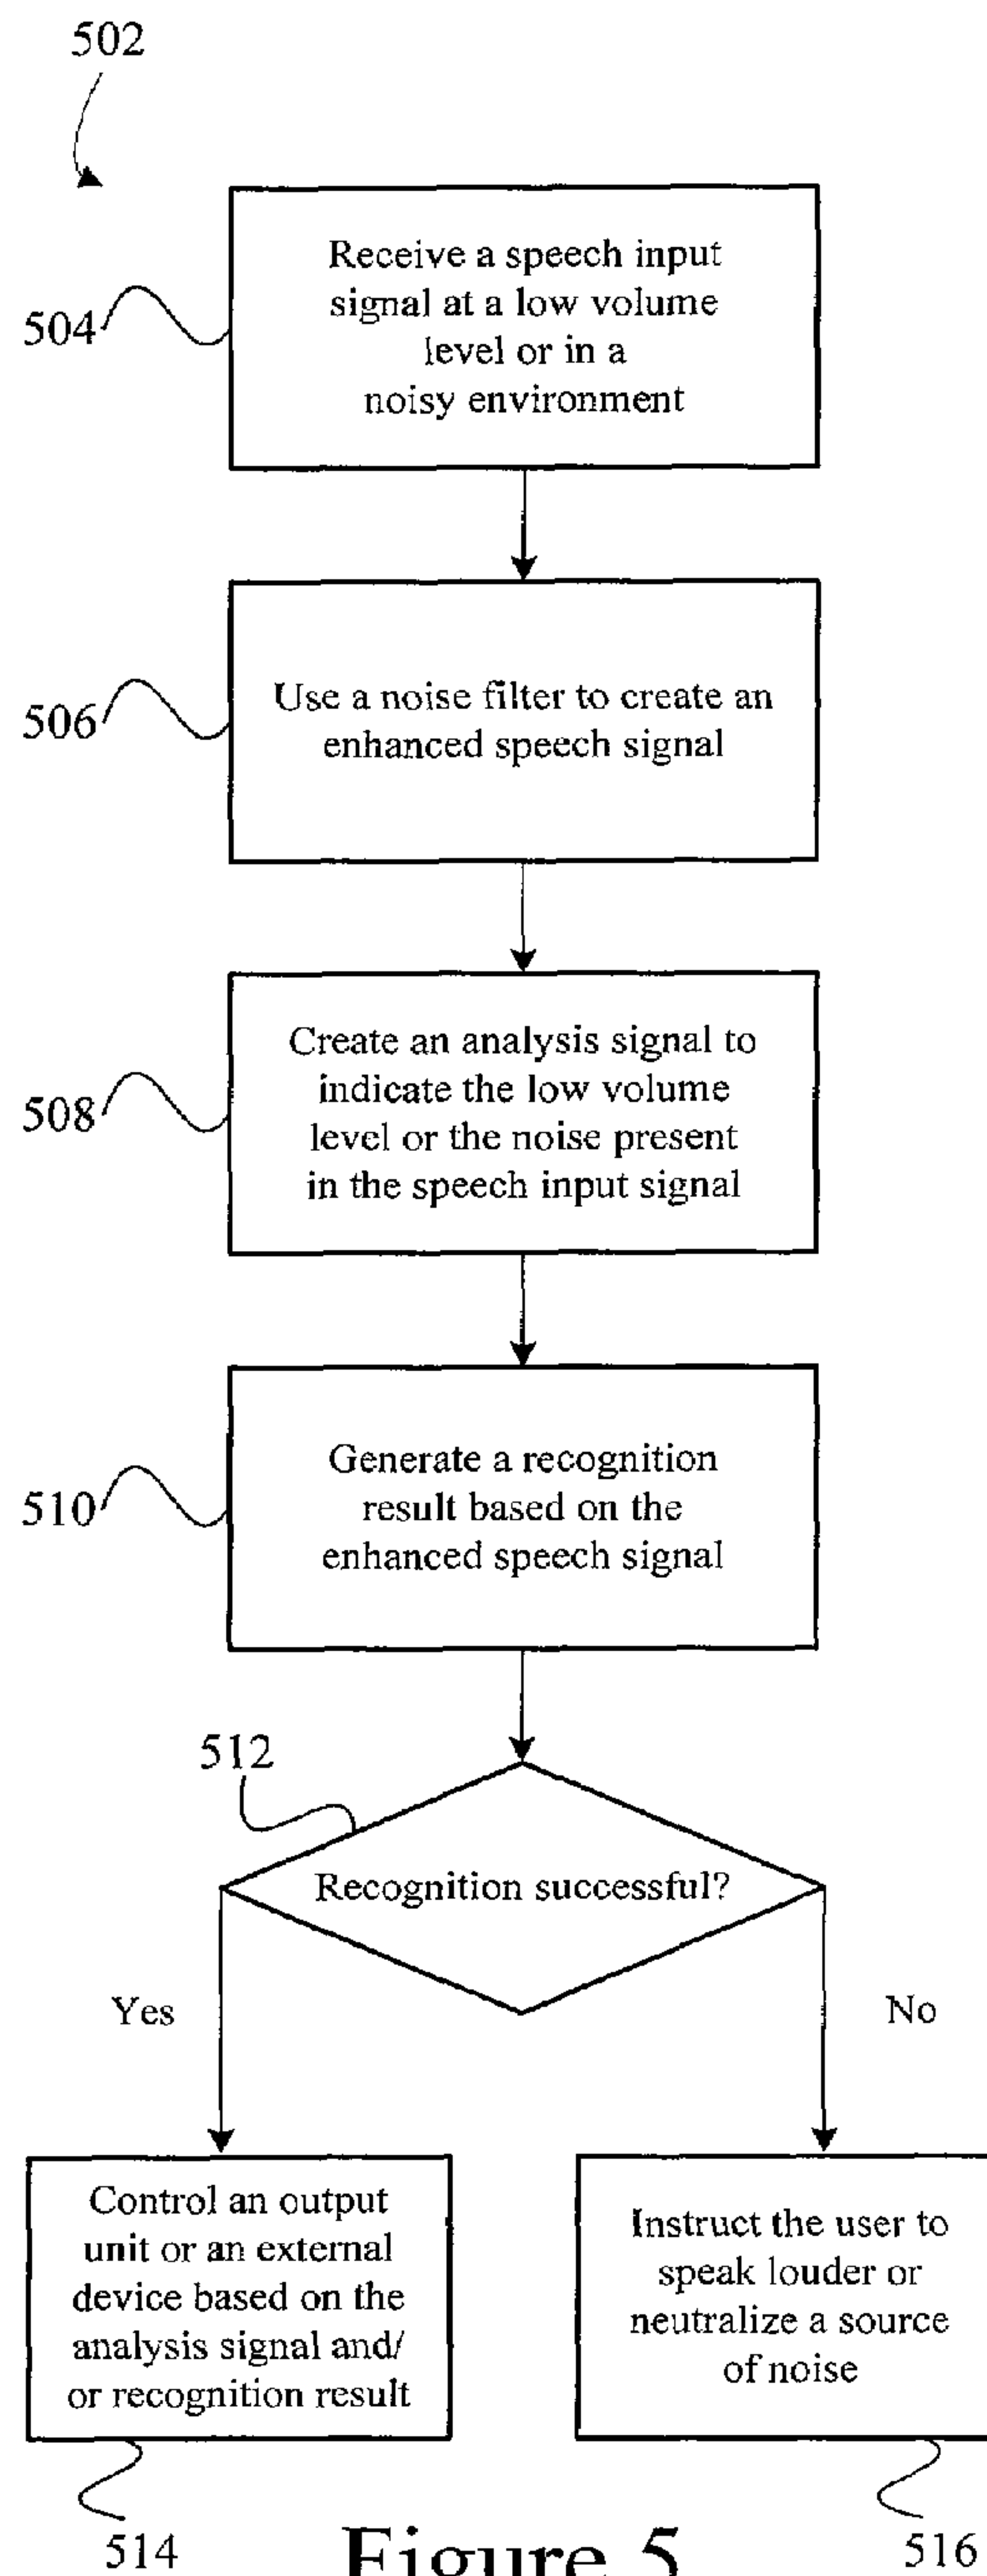 502
504
Receive a speech input
signal at a low volume
level or in a
noisy environment
506
Use a noise filter to create an
enhanced speech signal
508
Create an analysis signal to
indicate the low volume
level or the noise present
in the speech input signal
510
Generate a recognition
result based on the
enhanced speech signal
512
Recognition successful?
Yes
No
Control an output
unit or an external
device based on the
analysis signal and/
or recognition result
Instruct the user to
speak louder or
neutralize a source
of noise
514
Figure 5
516